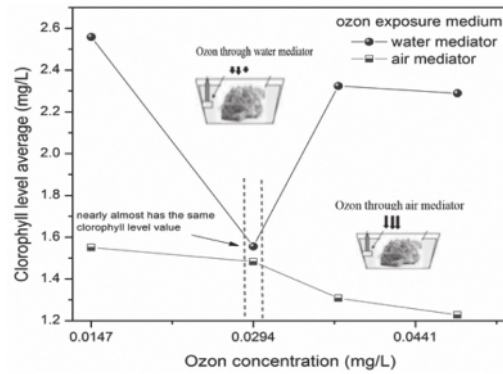 ozon exposure medium
water mediator
air mediator
Ozon through water mediator
nearly almost has the same
clorophyll level value
Ozon through air mediator
Chlorophyll level average (mg/L)
2.6
2.4
2.2
2.0
1.8
1.6
1.4
1.2
0.0147
0.0294
0.0441
Ozon concentration (mg/L)